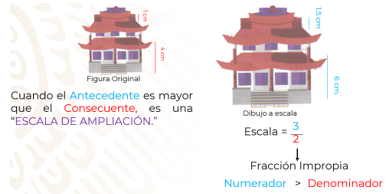 1 cm
4 cm
Figura Original
Cuando el Antecedente es mayor
que el Consecuente, es una
“ESCALA DE AMPLIACIÓN.”
1.5 cm
6 cm
Dibujo a escala
Escala = 3/2
Fracción Impropia
Numerador > Denominador